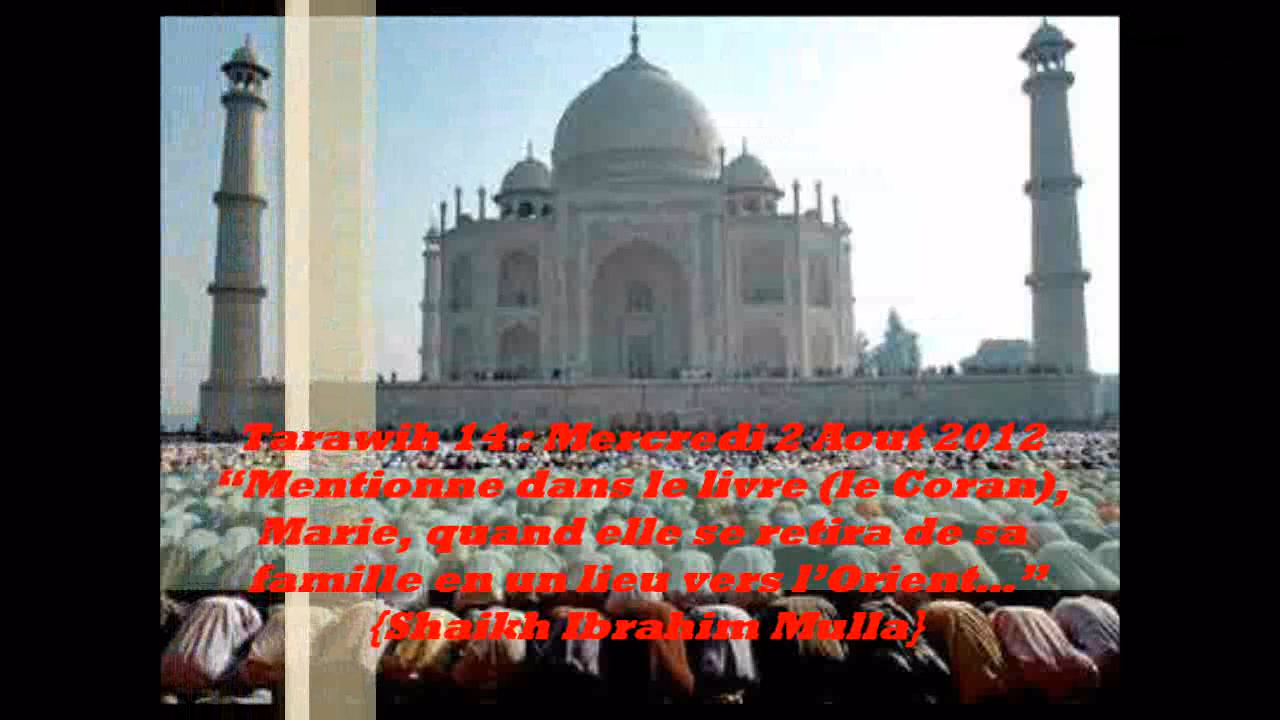 Tarawih 14 : Mercredi 2 Aout 2012
“Mentionne dans le livre (le Coran),
Marie, quand elle se retira de sa
famille en un lieu vers l’Orient...”
{Shaikh Ibrahim Mulla}